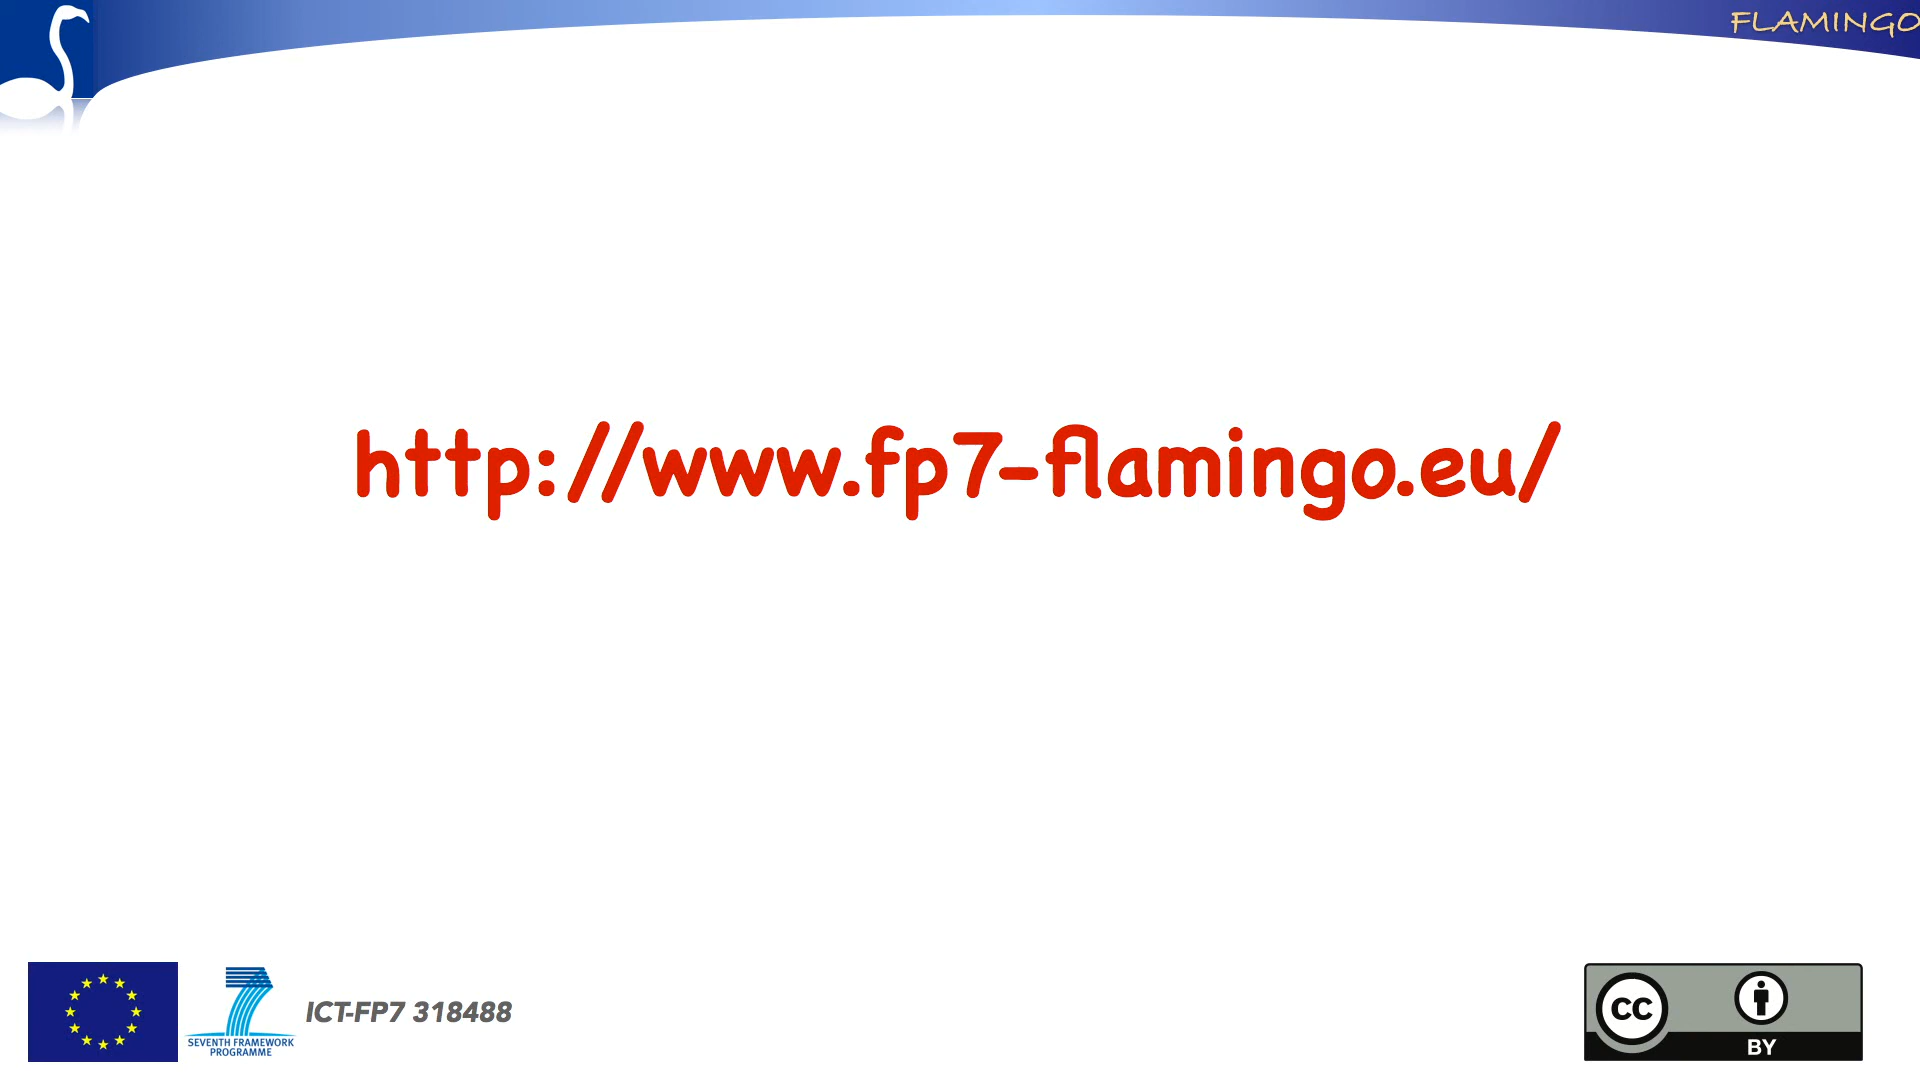 FLAMINGO
http://www.fp7-flamingo.eu/
SEVENTH FRAMEWORK
PROGRAMME
ICT-FP7 318488
CC
BY